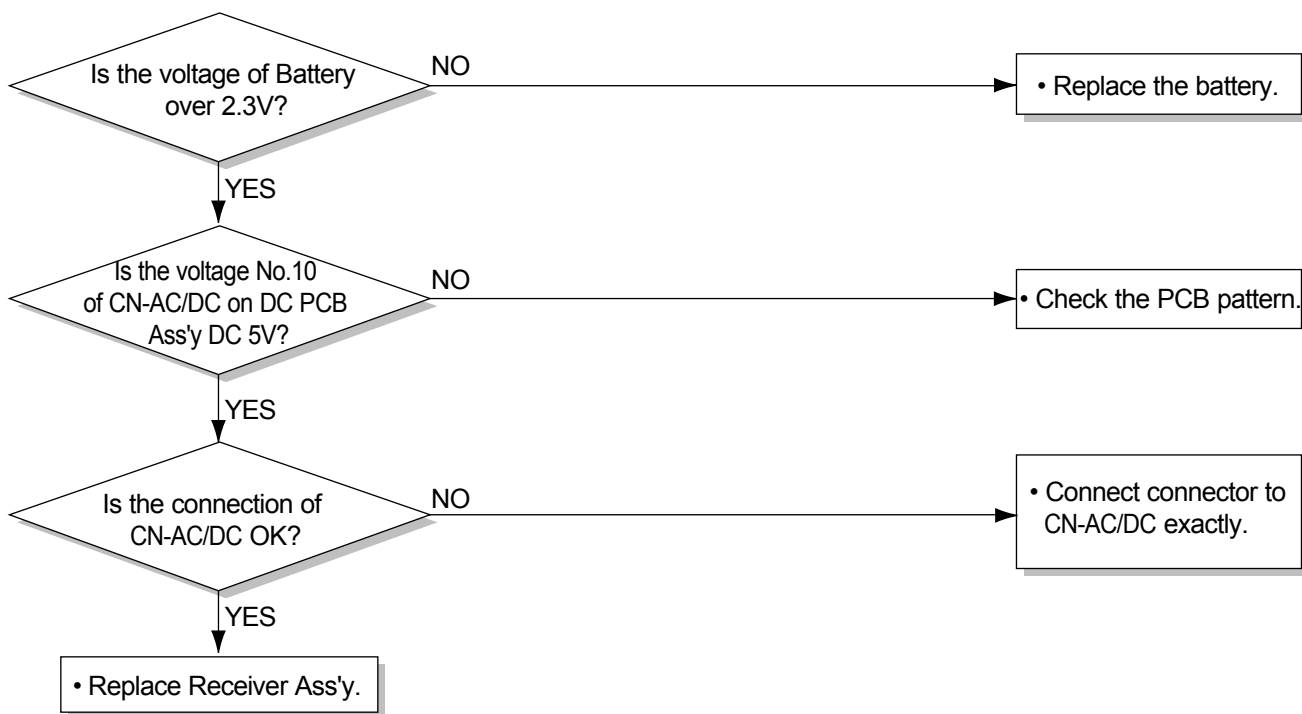 Is the voltage of Battery
over 2.3V?
NO
• Replace the battery.
YES
Is the voltage No.10
of CN-AC/DC on DC PCB
Ass'y DC 5V?
NO
• Check the PCB pattern.
YES
Is the connection of
CN-AC/DC OK?
NO
• Connect connector to
CN-AC/DC exactly.
YES
• Replace Receiver Ass'y.